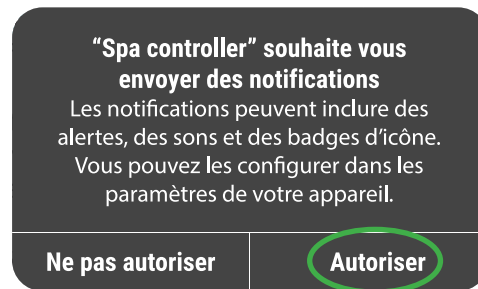 “Spa controller” souhaite vous
envoyer des notifications
Les notifications peuvent inclure des
alertes, des sons et des badges d’icône.
Vous pouvez les configurer dans les
paramètres de votre appareil.
Ne pas autoriser
Autoriser